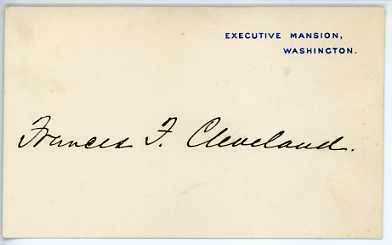 EXECUTIVE MANSION,
WASHINGTON.
Frances F. Cleveland.